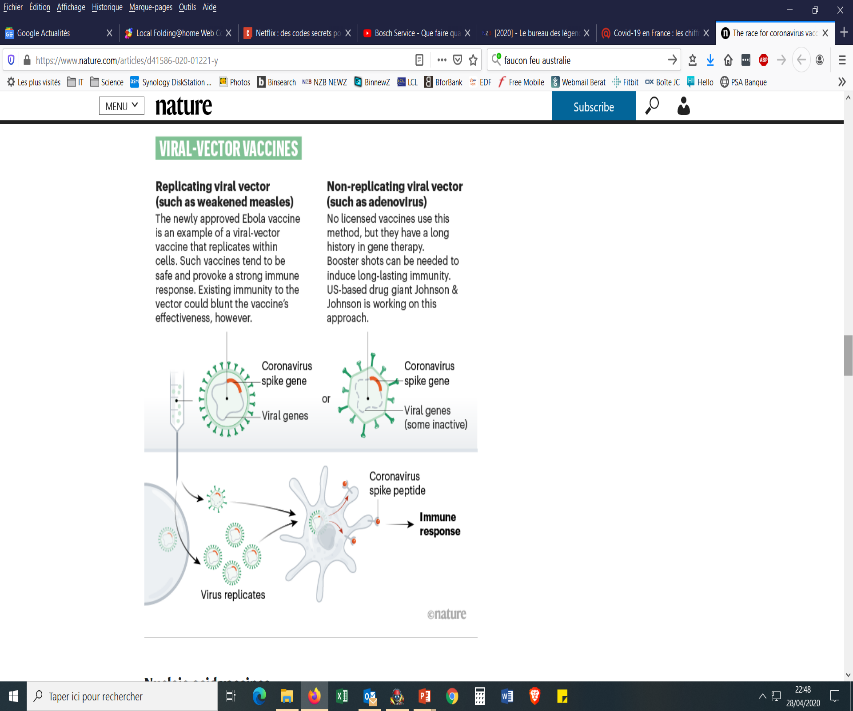 Fichier Édition Affichage Historique Marque-pages Outils Aide
Google Actualités
Local Folding@home Web C
Netflix : des codes secrets po
Bosch Service - Que faire qua
[2020] - Le bureau des légen
Covid-19 en France : les chiff
The race for coronavirus vacc
https://www.nature.com/articles/d41586-020-01221-y
faucon feu australie
Les plus visités IT Science Synology DiskStation ... Photos Binsearch NZB NZB NEWZ BinnewZ LCL BforBank EDF Free Mobile Webmail Berat Fitbit Boîte JC Hello PSA Banque
MENU nature Subscribe
VIRAL-VECTOR VACCINES
Replicating viral vector
(such as weakened measles)
The newly approved Ebola vaccine
is an example of a viral-vector
vaccine that replicates within
cells. Such vaccines tend to be
safe and provoke a strong immune
response. Existing immunity to the
vector could blunt the vaccine's
effectiveness, however.
Non-replicating viral vector
(such as adenovirus)
No licensed vaccines use this
method, but they have a long
history in gene therapy.
Booster shots can be needed to
induce long-lasting immunity.
US-based drug giant Johnson &
Johnson is working on this
approach.
Coronavirus
spike gene
Viral genes
or
Coronavirus
spike gene
Viral genes
(some inactive)
Coronavirus
spike peptide
Immune
response
Virus replicates
©nature
Taper ici pour rechercher
22:48
28/04/2020